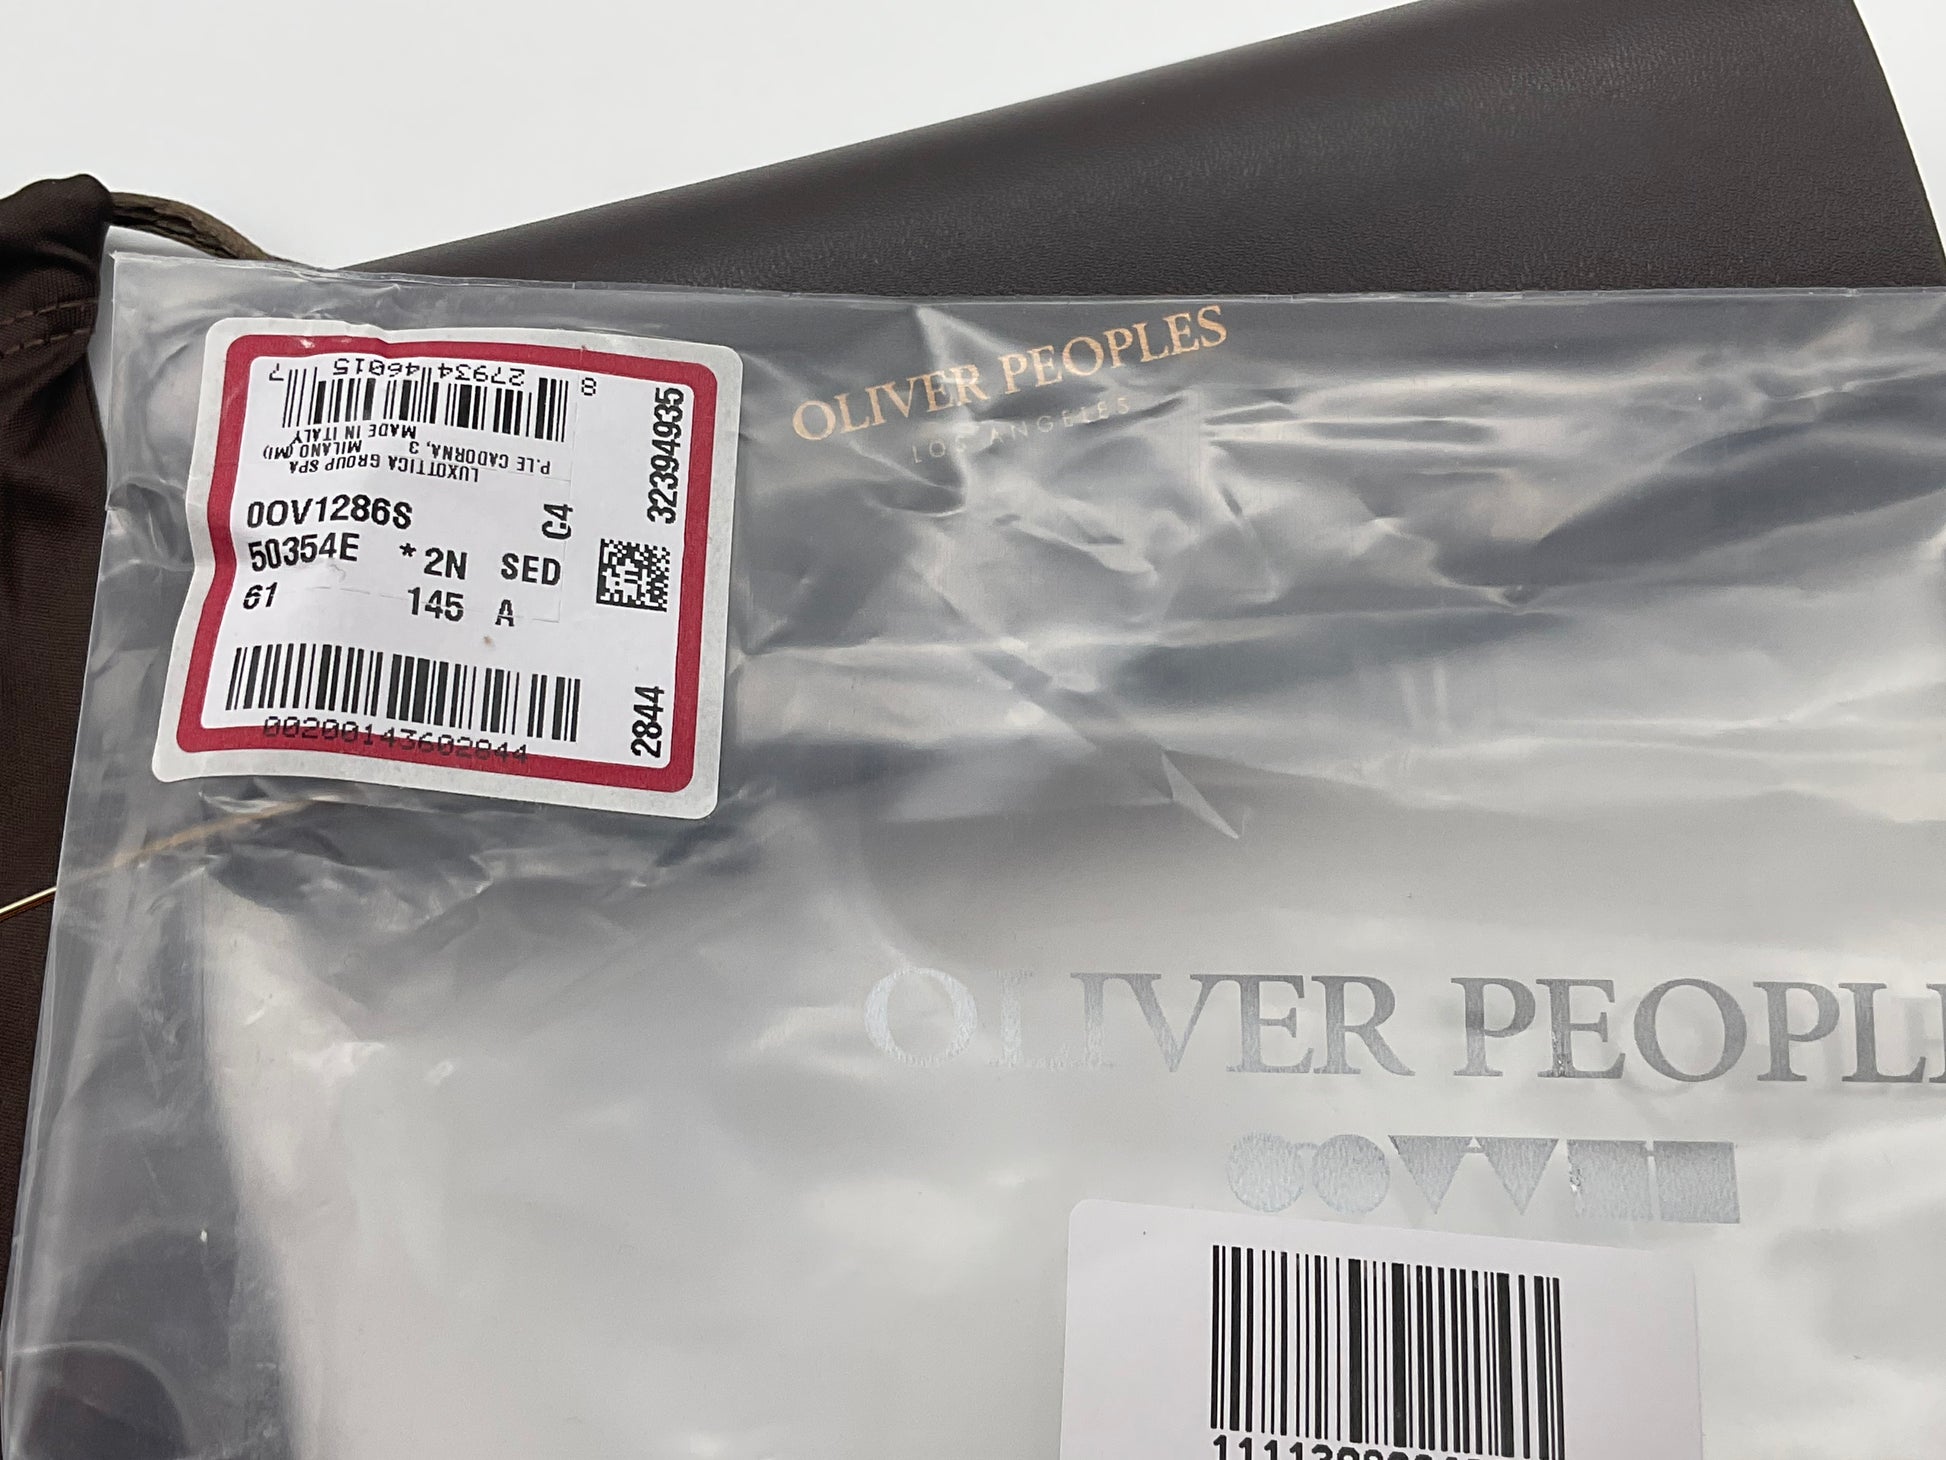 8 27934 46015 7
LUXOTTICA GROUP SPA
P.LE CADORNA, 3 MILANO (MI)
MADE IN ITALY
0OV1286S C4
50354E *2N SED
61 145 A
00200143602844
32394935
2844
OLIVER PEOPLES
LOS ANGELES
OLIVER PEOPLE